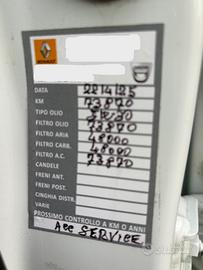 RENAULT
DATA 22/4/25
KM 73870
TIPO OLIO 5W30
FILTRO OLIO 73870
FILTRO ARIA 48000
FILTRO CARB. 48000
FILTRO A.C. 73870
CANDELE
FRENI ANT.
FRENI POST.
CINGHIA DISTR.
VARIE
PROSSIMO CONTROLLO A KM O ANNI
SERVICE